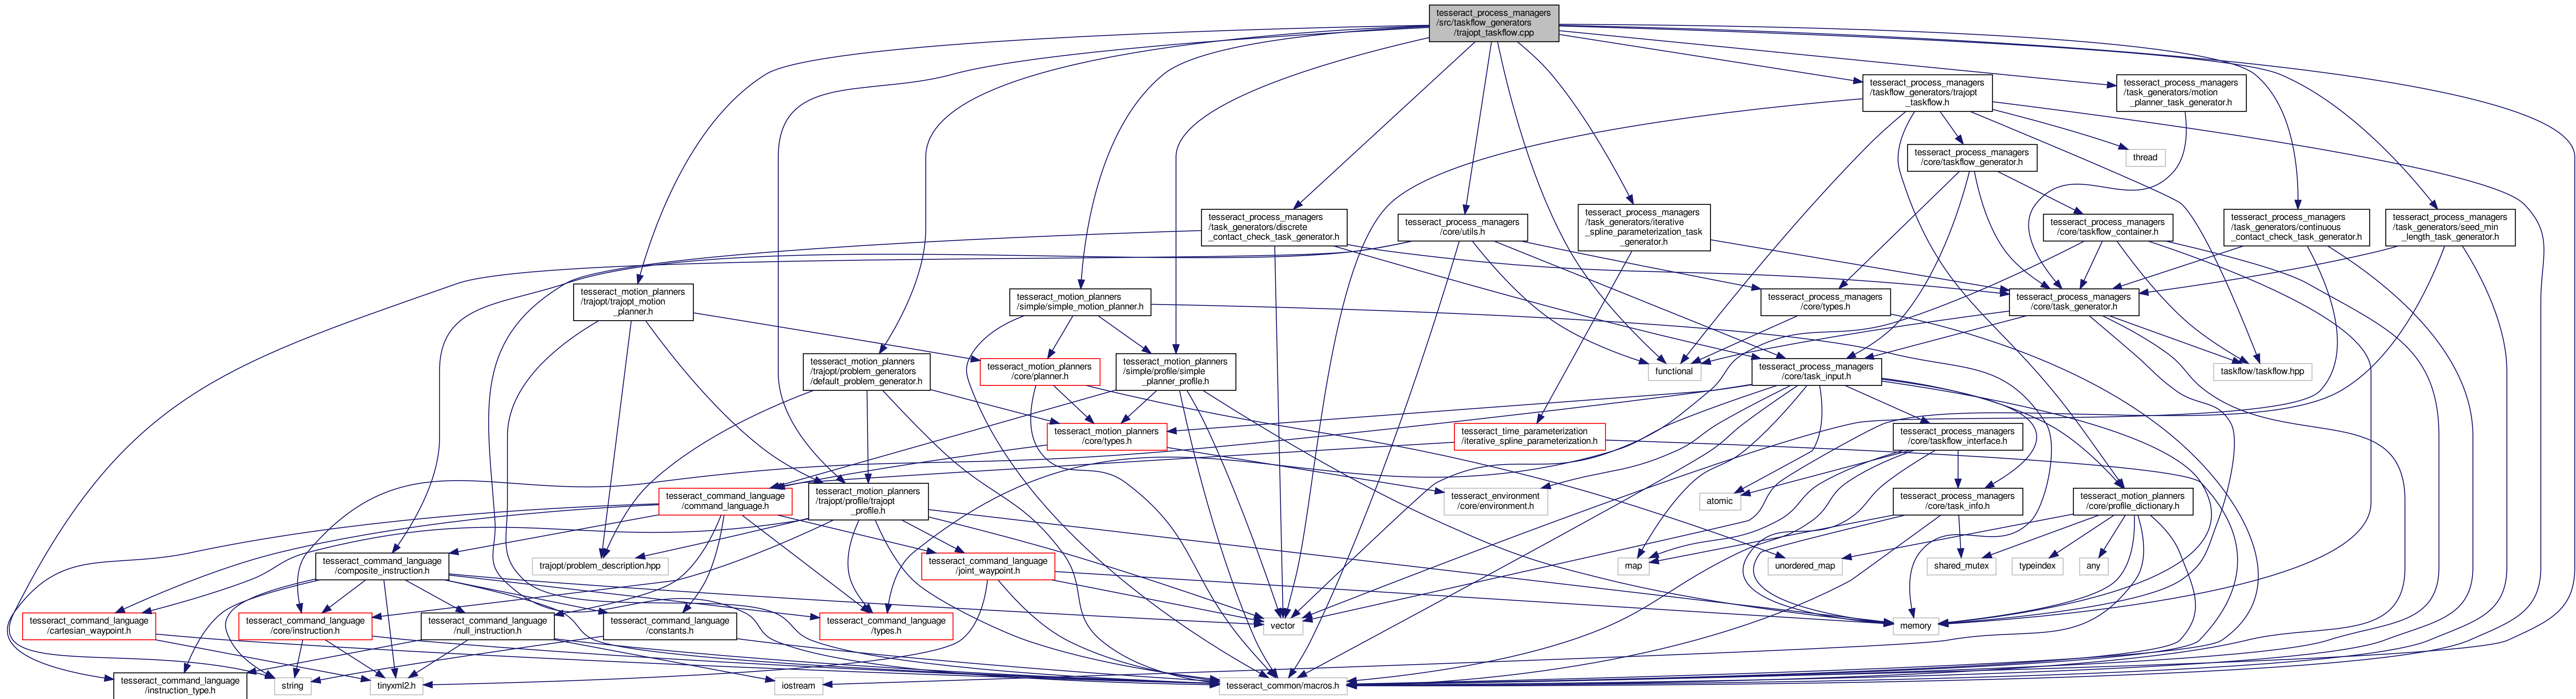 tesseract_process_managers
/src/taskflow_generators
/trajopt_taskflow.cpp
tesseract_process_managers
/taskflow_generators/trajopt
_taskflow.h
tesseract_process_managers
/task_generators/motion
_planner_task_generator.h
tesseract_process_managers
/core/taskflow_generator.h
thread
tesseract_process_managers
/task_generators/discrete
_contact_check_task_generator.h
tesseract_process_managers
/core/utils.h
tesseract_process_managers
/task_generators/iterative
_spline_parameterization_task
_generator.h
tesseract_process_managers
/core/taskflow_container.h
tesseract_process_managers
/task_generators/continuous
_contact_check_task_generator.h
tesseract_process_managers
/task_generators/seed_min
_length_task_generator.h
tesseract_motion_planners
/trajopt/trajopt_motion
_planner.h
tesseract_motion_planners
/simple/simple_motion_planner.h
tesseract_process_managers
/core/types.h
tesseract_process_managers
/core/task_generator.h
tesseract_motion_planners
/trajopt/problem_generators
/default_problem_generator.h
tesseract_motion_planners
/core/planner.h
tesseract_motion_planners
/simple/profile/simple
_planner_profile.h
functional
tesseract_process_managers
/core/task_input.h
taskflow/taskflow.hpp
tesseract_motion_planners
/core/types.h
tesseract_time_parameterization
/iterative_spline_parameterization.h
tesseract_process_managers
/core/taskflow_interface.h
tesseract_command_language
/command_language.h
tesseract_motion_planners
/trajopt/profile/trajopt
_profile.h
tesseract_environment
/core/environment.h
atomic
tesseract_process_managers
/core/task_info.h
tesseract_motion_planners
/core/profile_dictionary.h
tesseract_command_language
/composite_instruction.h
trajopt/problem_description.hpp
tesseract_command_language
/joint_waypoint.h
map
unordered_map
shared_mutex
typeindex
any
tesseract_command_language
/cartesian_waypoint.h
tesseract_command_language
/core/instruction.h
tesseract_command_language
/null_instruction.h
tesseract_command_language
/constants.h
tesseract_command_language
/types.h
vector
memory
tesseract_command_language
/instruction_type.h
string
tinyxml2.h
iostream
tesseract_common/macros.h